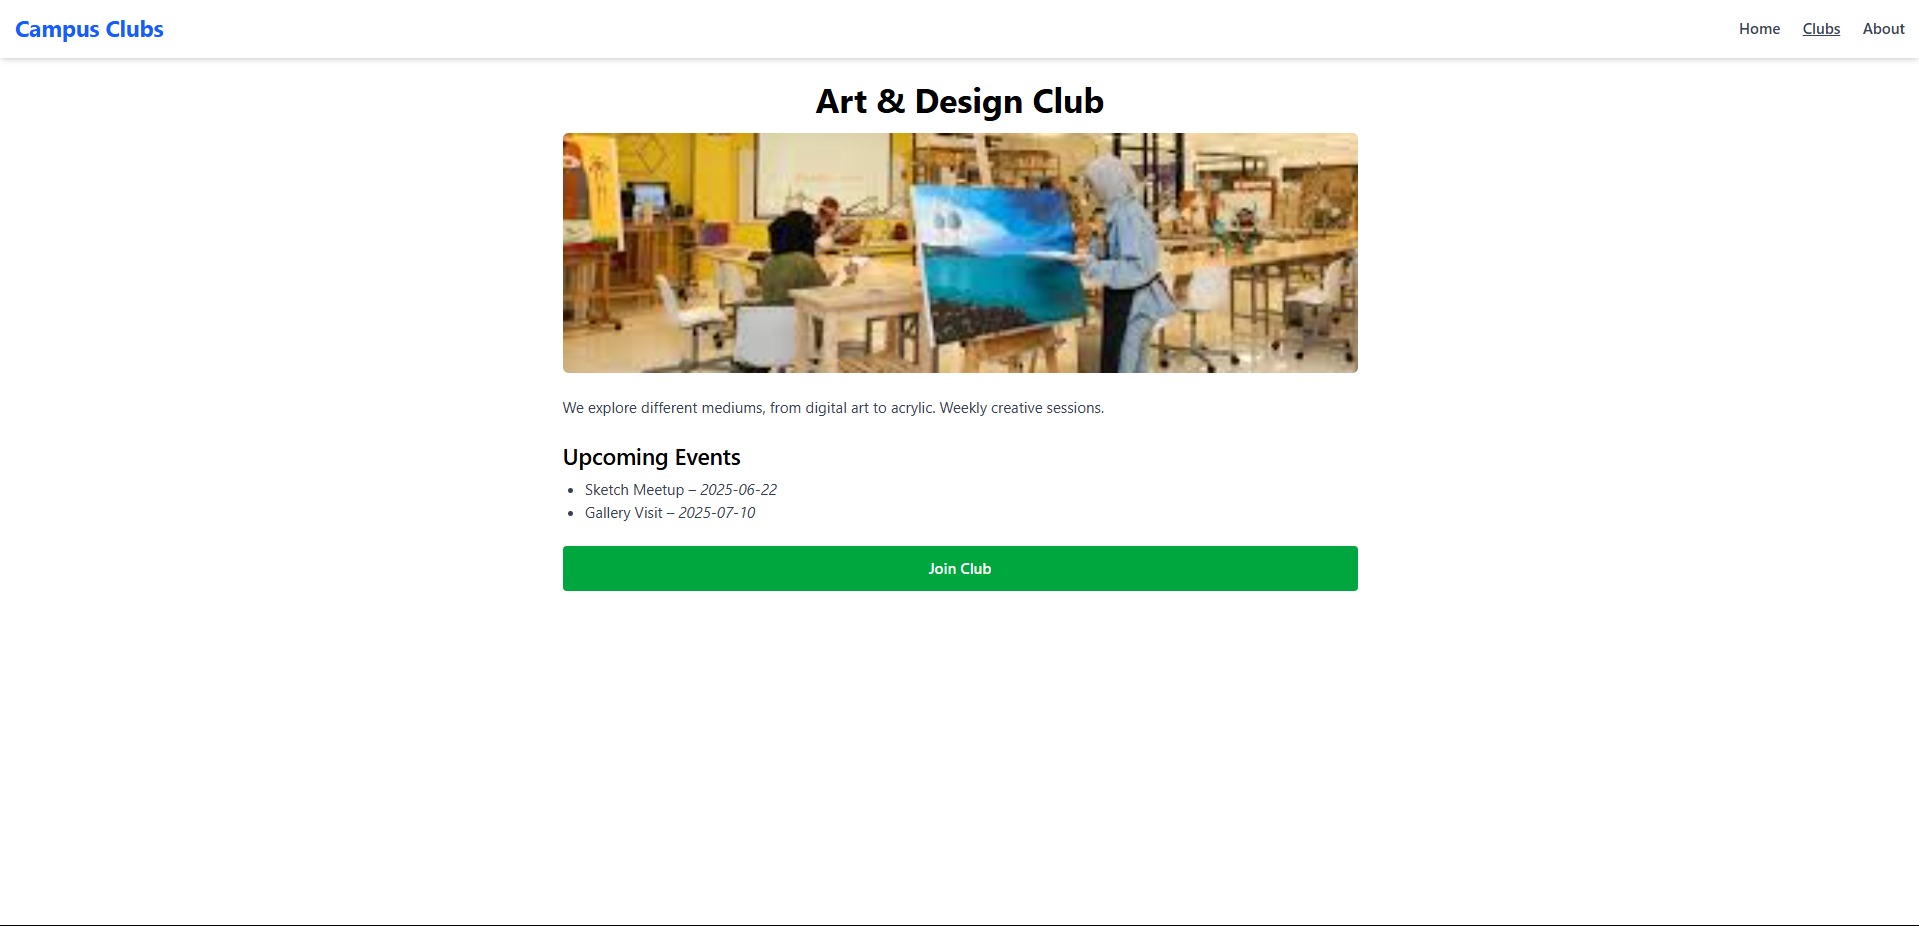 Campus Clubs
Home Clubs About
Art & Design Club
We explore different mediums, from digital art to acrylic. Weekly creative sessions.
Upcoming Events
• Sketch Meetup – 2025-06-22
• Gallery Visit – 2025-07-10
Join Club